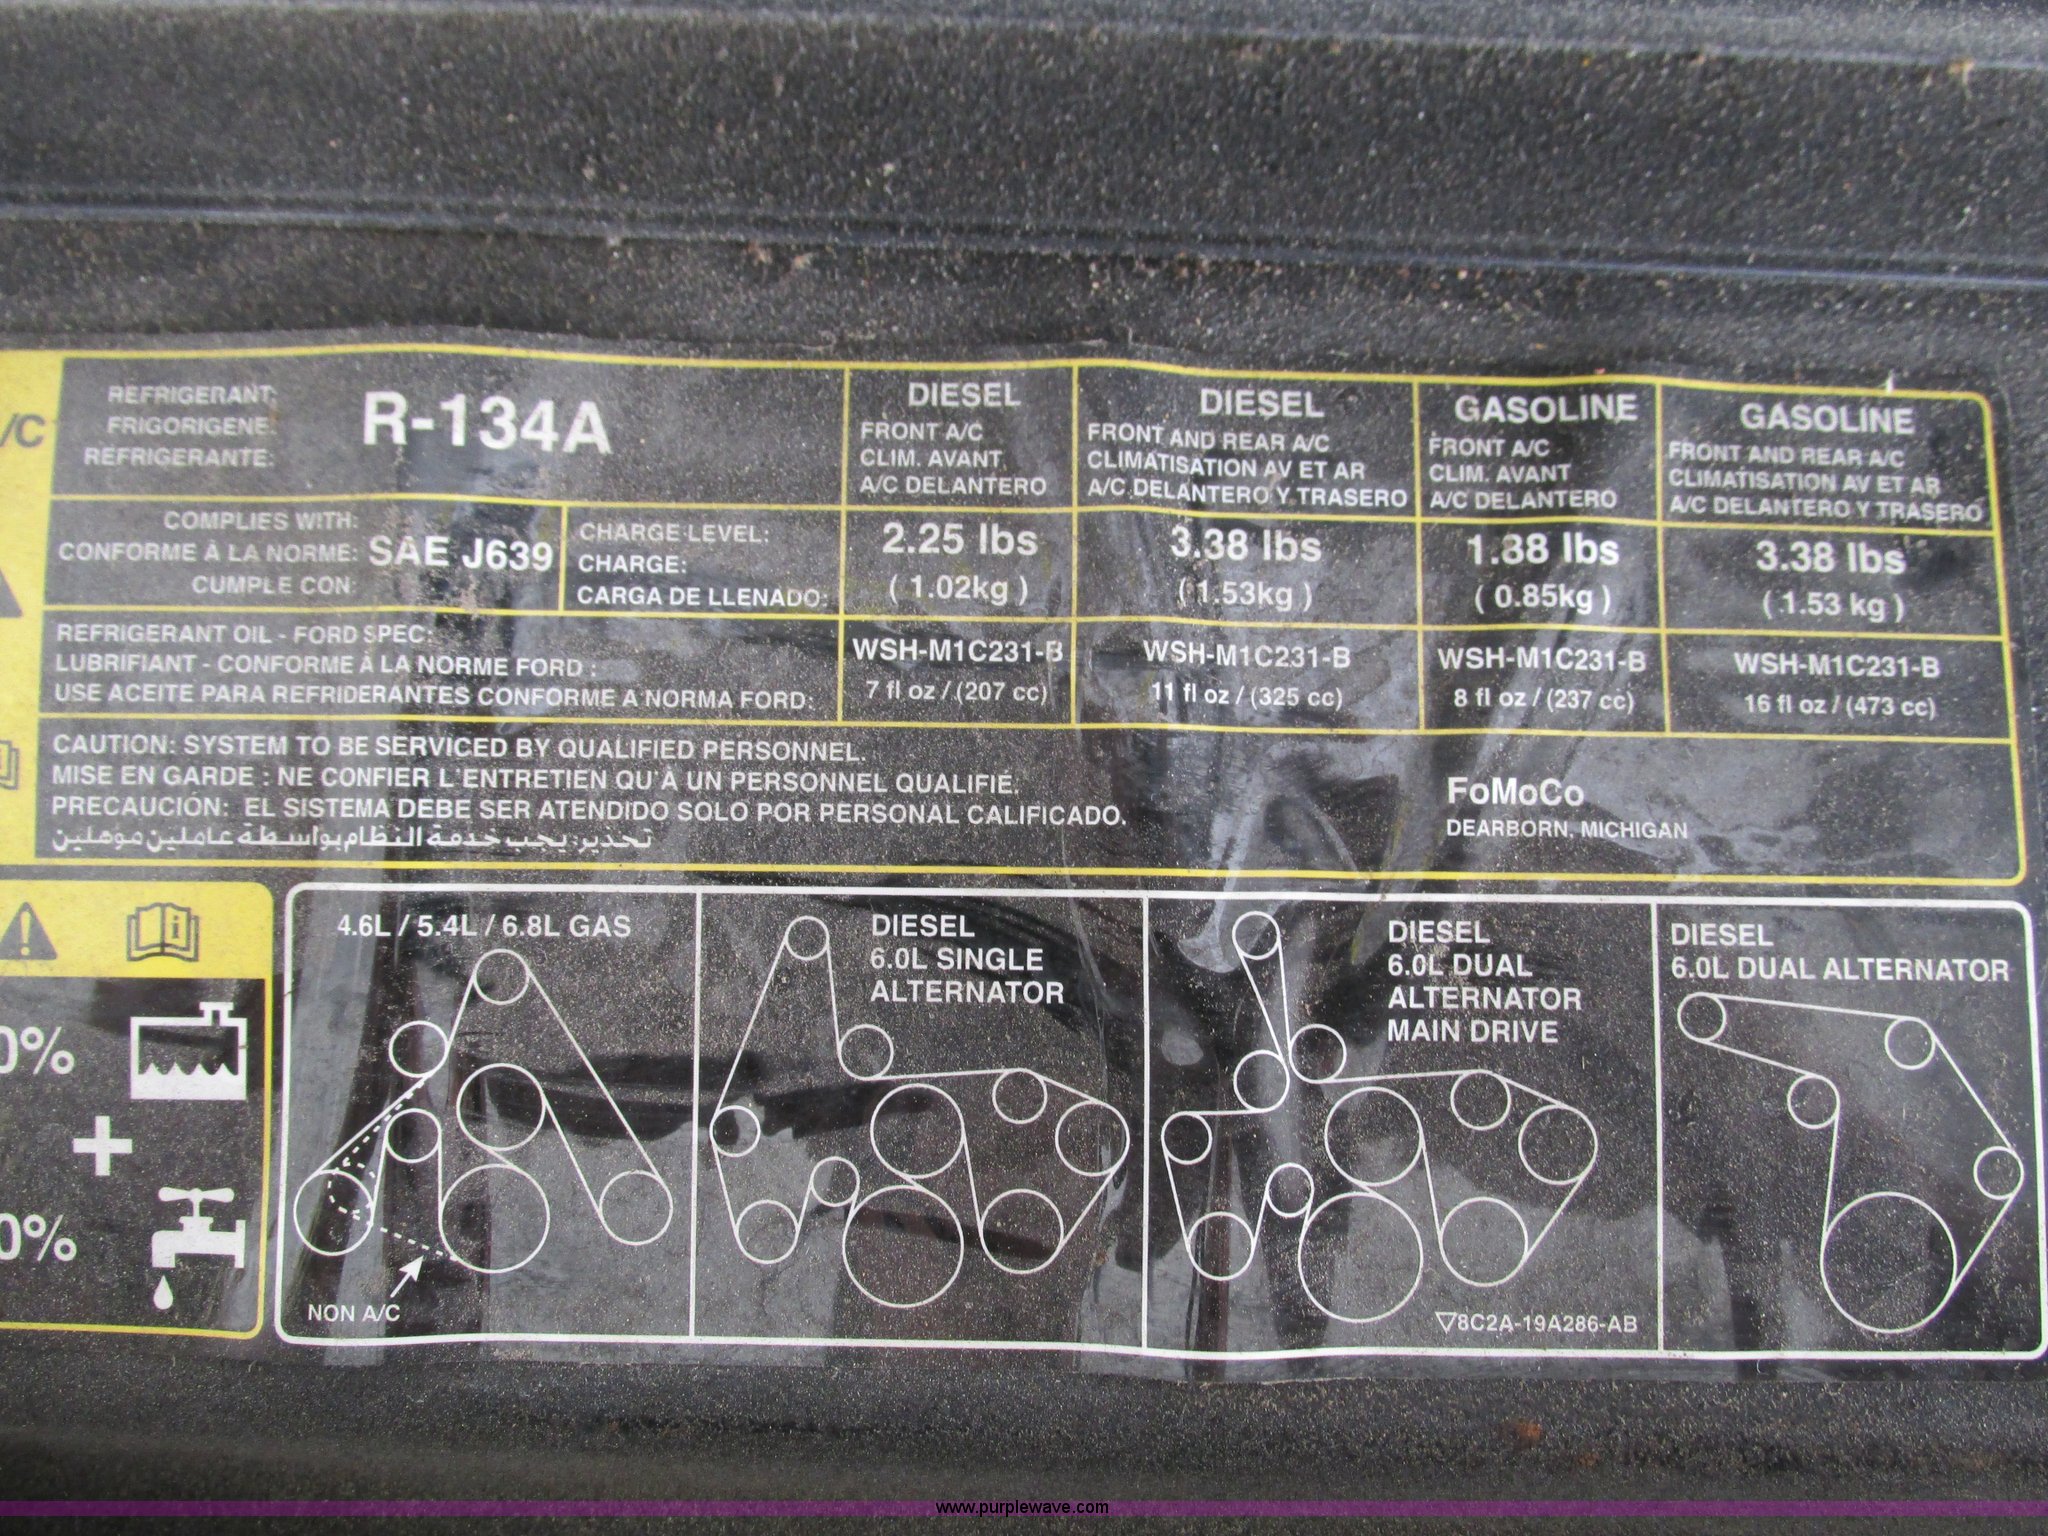 A/C
REFRIGERANT:
FRIGORIGENE:
REFRIGERANTE:
R-134A
DIESEL
FRONT A/C
CLIM. AVANT
A/C DELANTERO
DIESEL
FRONT AND REAR A/C
CLIMATISATION AV ET AR
A/C DELANTERO Y TRASERO
GASOLINE
FRONT A/C
CLIM. AVANT
A/C DELANTERO
GASOLINE
FRONT AND REAR A/C
CLIMATISATION AV ET AR
A/C DELANTERO Y TRASERO
COMPLIES WITH:
CONFORME À LA NORME:
CUMPLE CON:
SAE J639
CHARGE LEVEL:
CHARGE:
CARGA DE LLENADO:
2.25 lbs
( 1.02kg )
3.38 lbs
( 1.53kg )
1.88 lbs
( 0.85kg )
3.38 lbs
( 1.53 kg )
REFRIGERANT OIL - FORD SPEC:
LUBRIFIANT - CONFORME À LA NORME FORD :
USE ACEITE PARA REFRIDERANTES CONFORME A NORMA FORD:
WSH-M1C231-B
7 fl oz / (207 cc)
WSH-M1C231-B
11 fl oz / (325 cc)
WSH-M1C231-B
8 fl oz / (237 cc)
WSH-M1C231-B
16 fl oz / (473 cc)
CAUTION: SYSTEM TO BE SERVICED BY QUALIFIED PERSONNEL.
MISE EN GARDE : NE CONFIER L'ENTRETIEN QU'À UN PERSONNEL QUALIFIÉ.
PRECAUCIÓN: EL SISTEMA DEBE SER ATENDIDO SOLO POR PERSONAL CALIFICADO.
تحذير: يجب خدمة النظام بواسطة عاملين مؤهلين
FoMoCo
DEARBORN, MICHIGAN
0%
+
0%
4.6L / 5.4L / 6.8L GAS
NON A/C
DIESEL
6.0L SINGLE
ALTERNATOR
DIESEL
6.0L DUAL
ALTERNATOR
MAIN DRIVE
▽8C2A-19A286-AB
DIESEL
6.0L DUAL ALTERNATOR
www.purplewave.com